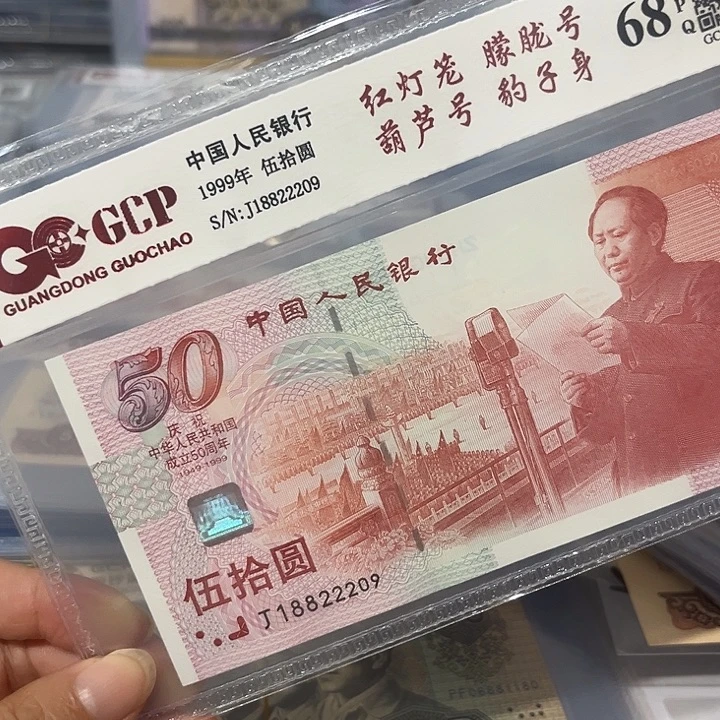 GCP
GUANGDONG GUOCHAO
中国人民银行
1999年 伍拾圆
S/N:J18822209
红灯笼 朦胧号
葫芦号 豹子身
68
P
Q
GC
50
中国人民银行
庆祝
中华人民共和国
成立50周年
1949-1999
伍拾圆
J18822209